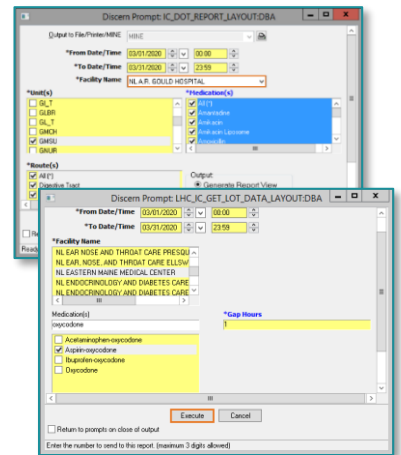 Discern Prompt: IC_DOT_REPORT_LAYOUT:DBA
Output to File/Printer/MINE MINE
*From Date/Time 03/01/2020 00:00
*To Date/Time 03/31/2020 23:59
*Facility Name NL A.R. GOULD HOSPITAL
*Unit(s) *Medication(s)
GI_T All (*)
GLBR Amantadine
GL_T Amikacin
GMCH Amikacin Liposome
GMSU Amoxicillin
GNUR
*Route(s)
All (*) Output:
Digestive Tract Generate Report View
Discern Prompt: LHC_IC_GET_LOT_DATA_LAYOUT:DBA
*From Date/Time 03/01/2020 00:00
*To Date/Time 03/31/2020 23:59
*Facility Name
NL EAR NOSE AND THROAT CARE PRESQU
NL EAR, NOSE, AND THROAT CARE ELLSW
NL EASTERN MAINE MEDICAL CENTER
NL ENDOCRINOLOGY AND DIABETES CARE
NL ENDOCRINOLOGY AND DIABETES CARE
Medication(s) *Gap Hours
oxycodone 1
Acetaminophen-oxycodone
Aspirin-oxycodone
Ibuprofen-oxycodone
Oxycodone
Execute Cancel
Return to prompts on close of output
Enter the number to send to this report. (maximum 3 digits allowed)